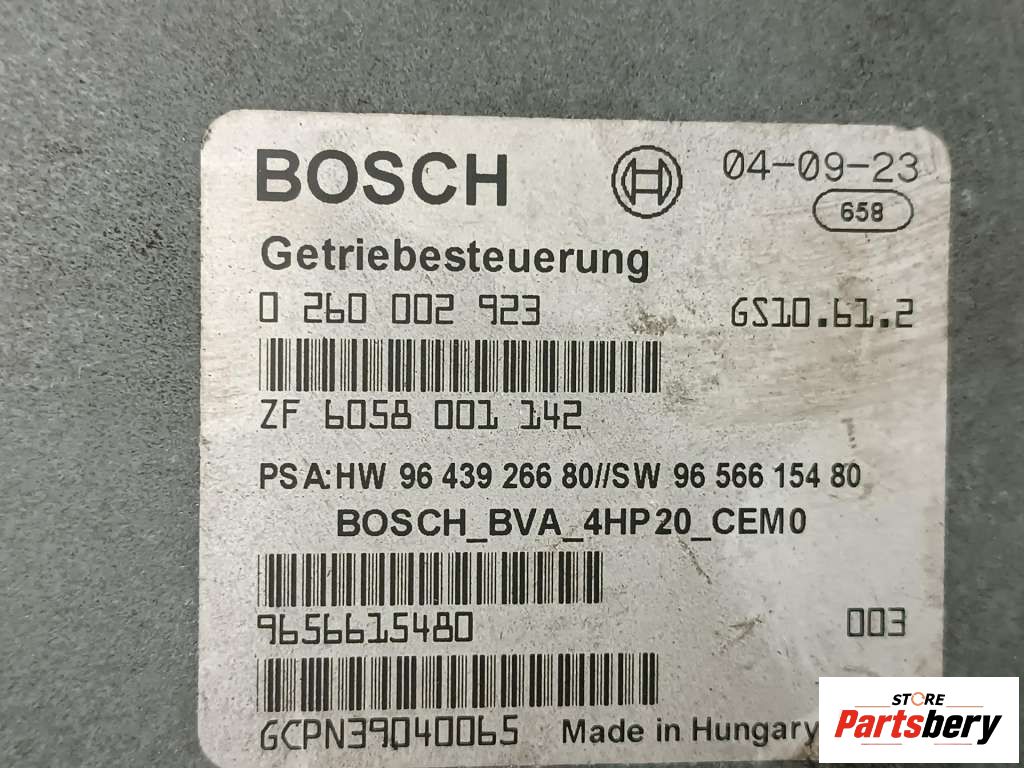 BOSCH
04-09-23
658
Getriebesteuerung
0 260 002 923
GS10.61.2
ZF 6058 001 142
PSA:HW 96 439 266 80//SW 96 566 154 80
BOSCH_BVA_4HP20_CEM0
9656615480
003
GCPN39040065
Made in Hungary
STORE
Partsbery